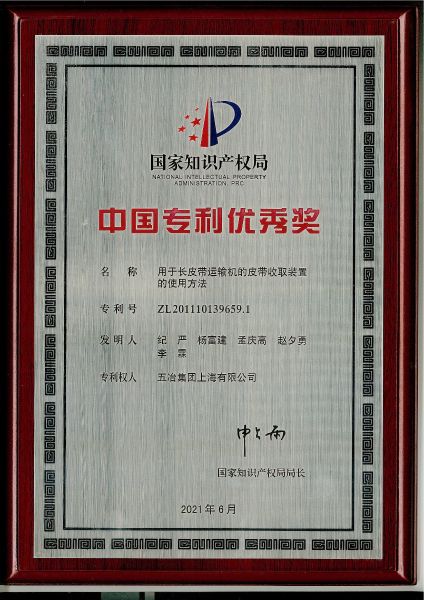 国家知识产权局
NATIONAL INTELLECTUAL PROPERTY
ADMINISTRATION, PRC
中国专利优秀奖
名 称 用于长皮带运输机的皮带收取装置
的使用方法
专利号 ZL201110139659.1
发明人 纪 严 杨富建 孟庆高 赵夕勇
李 霖
专利权人 五冶集团上海有限公司
申长雨
国家知识产权局局长
2021年6月